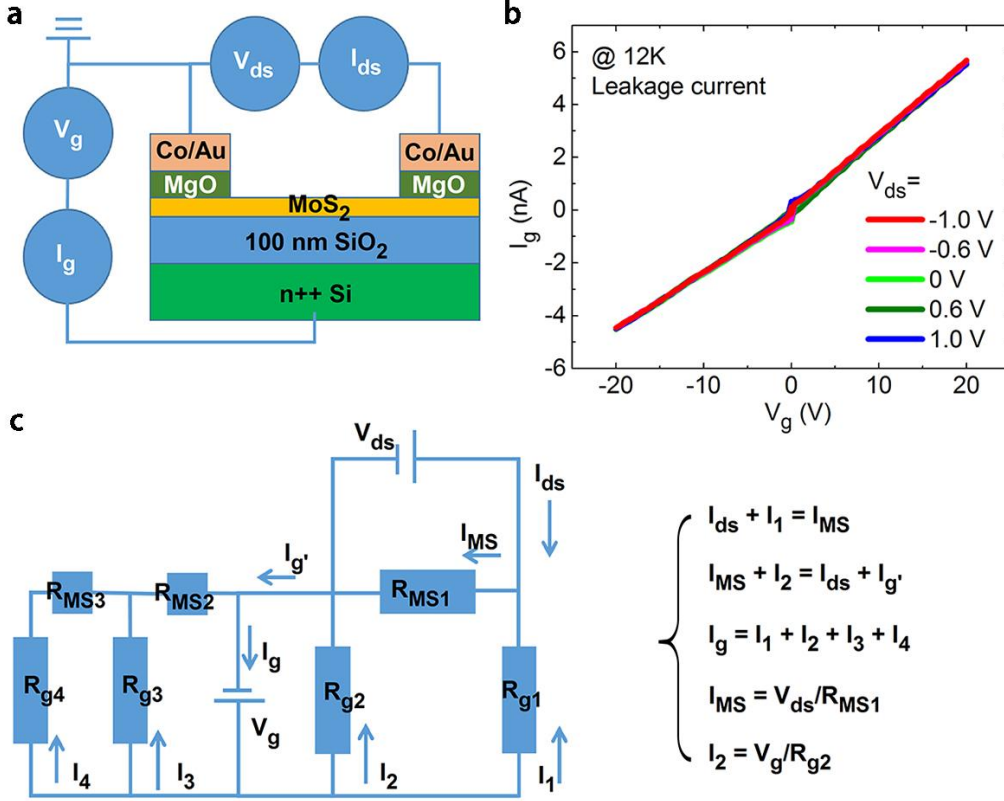 a
V_ds
I_ds
V_g
I_g
Co/Au
Co/Au
MgO
MgO
MoS_2
100 nm SiO_2
n++ Si
b
@ 12K
Leakage current
I_g (nA)
6
4
2
0
-2
-4
-6
V_ds=
-1.0 V
-0.6 V
0 V
0.6 V
1.0 V
-20
-10
0
10
20
V_g (V)
c
V_ds
I_ds
I_MS
I_g'
R_MS3
R_MS2
R_MS1
I_g
R_g4
R_g3
V_g
R_g2
R_g1
I_4
I_3
I_2
I_1
I_ds + I_1 = I_MS
I_MS + I_2 = I_ds + I_g'
I_g = I_1 + I_2 + I_3 + I_4
I_MS = V_ds/R_MS1
I_2 = V_g/R_g2